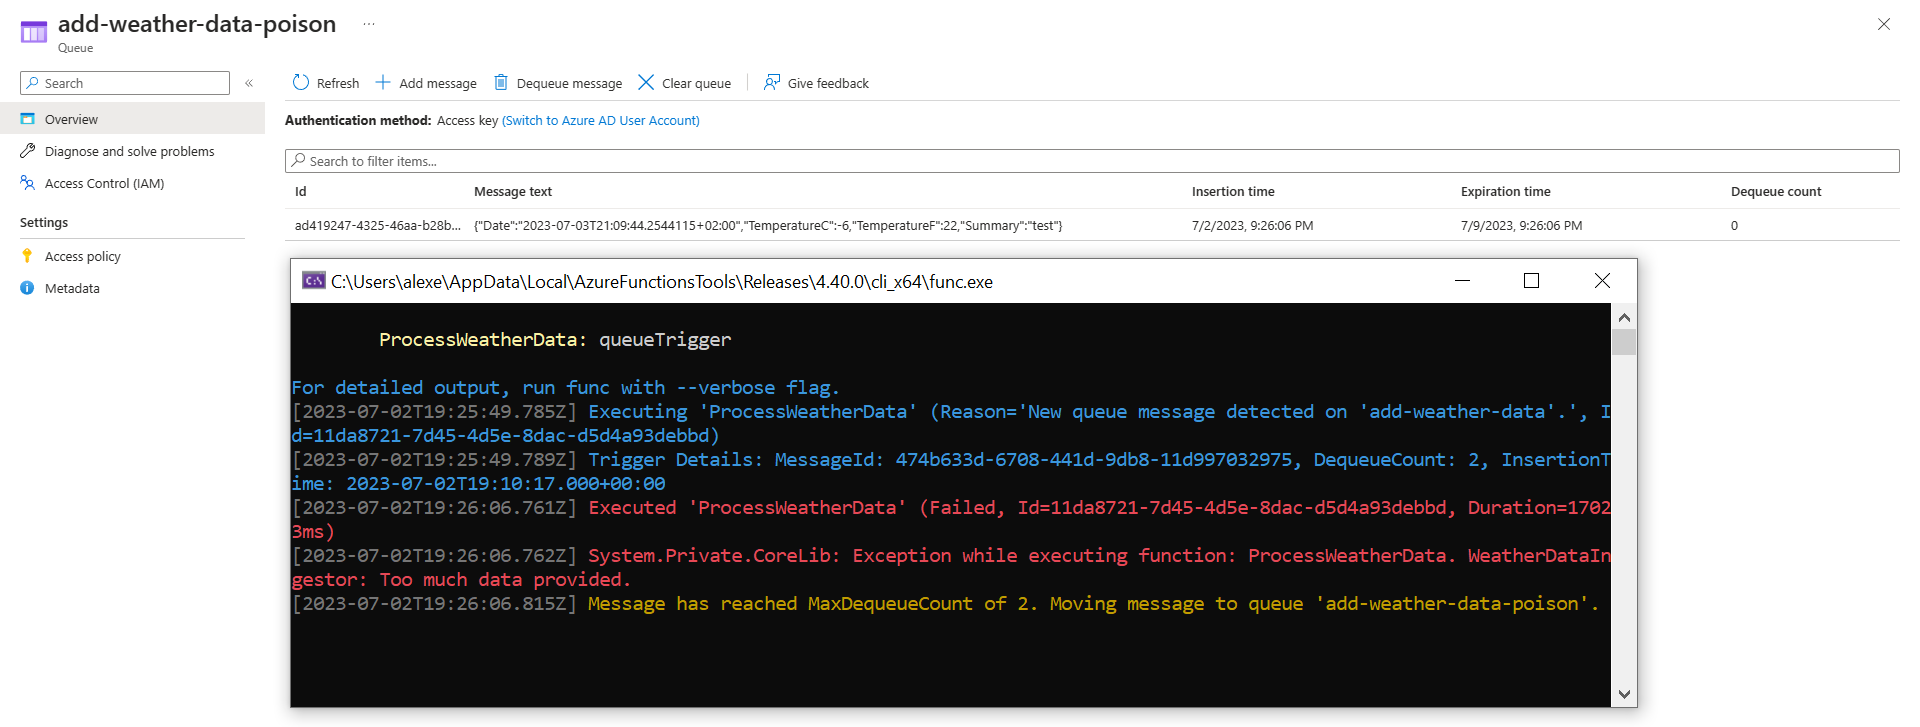 add-weather-data-poison ...
Queue
Search «
Refresh Add message Dequeue message Clear queue Give feedback
Overview
Diagnose and solve problems
Access Control (IAM)
Settings
Access policy
Metadata
Authentication method: Access key (Switch to Azure AD User Account)
Search to filter items...
Id Message text Insertion time Expiration time Dequeue count
ad419247-4325-46aa-b28b... {"Date":"2023-07-03T21:09:44.2544115+02:00","TemperatureC":-6,"TemperatureF":22,"Summary":"test"} 7/2/2023, 9:26:06 PM 7/9/2023, 9:26:06 PM 0
C:\Users\alexe\AppData\Local\AzureFunctionsTools\Releases\4.40.0\cli_x64\func.exe
ProcessWeatherData: queueTrigger
For detailed output, run func with --verbose flag.
[2023-07-02T19:25:49.785Z] Executing 'ProcessWeatherData' (Reason='New queue message detected on 'add-weather-data'.', I
d=11da8721-7d45-4d5e-8dac-d5d4a93debbd)
[2023-07-02T19:25:49.789Z] Trigger Details: MessageId: 474b633d-6708-441d-9db8-11d997032975, DequeueCount: 2, InsertionT
ime: 2023-07-02T19:10:17.000+00:00
[2023-07-02T19:26:06.761Z] Executed 'ProcessWeatherData' (Failed, Id=11da8721-7d45-4d5e-8dac-d5d4a93debbd, Duration=1702
3ms)
[2023-07-02T19:26:06.762Z] System.Private.CoreLib: Exception while executing function: ProcessWeatherData. WeatherDataIn
gestor: Too much data provided.
[2023-07-02T19:26:06.815Z] Message has reached MaxDequeueCount of 2. Moving message to queue 'add-weather-data-poison'.